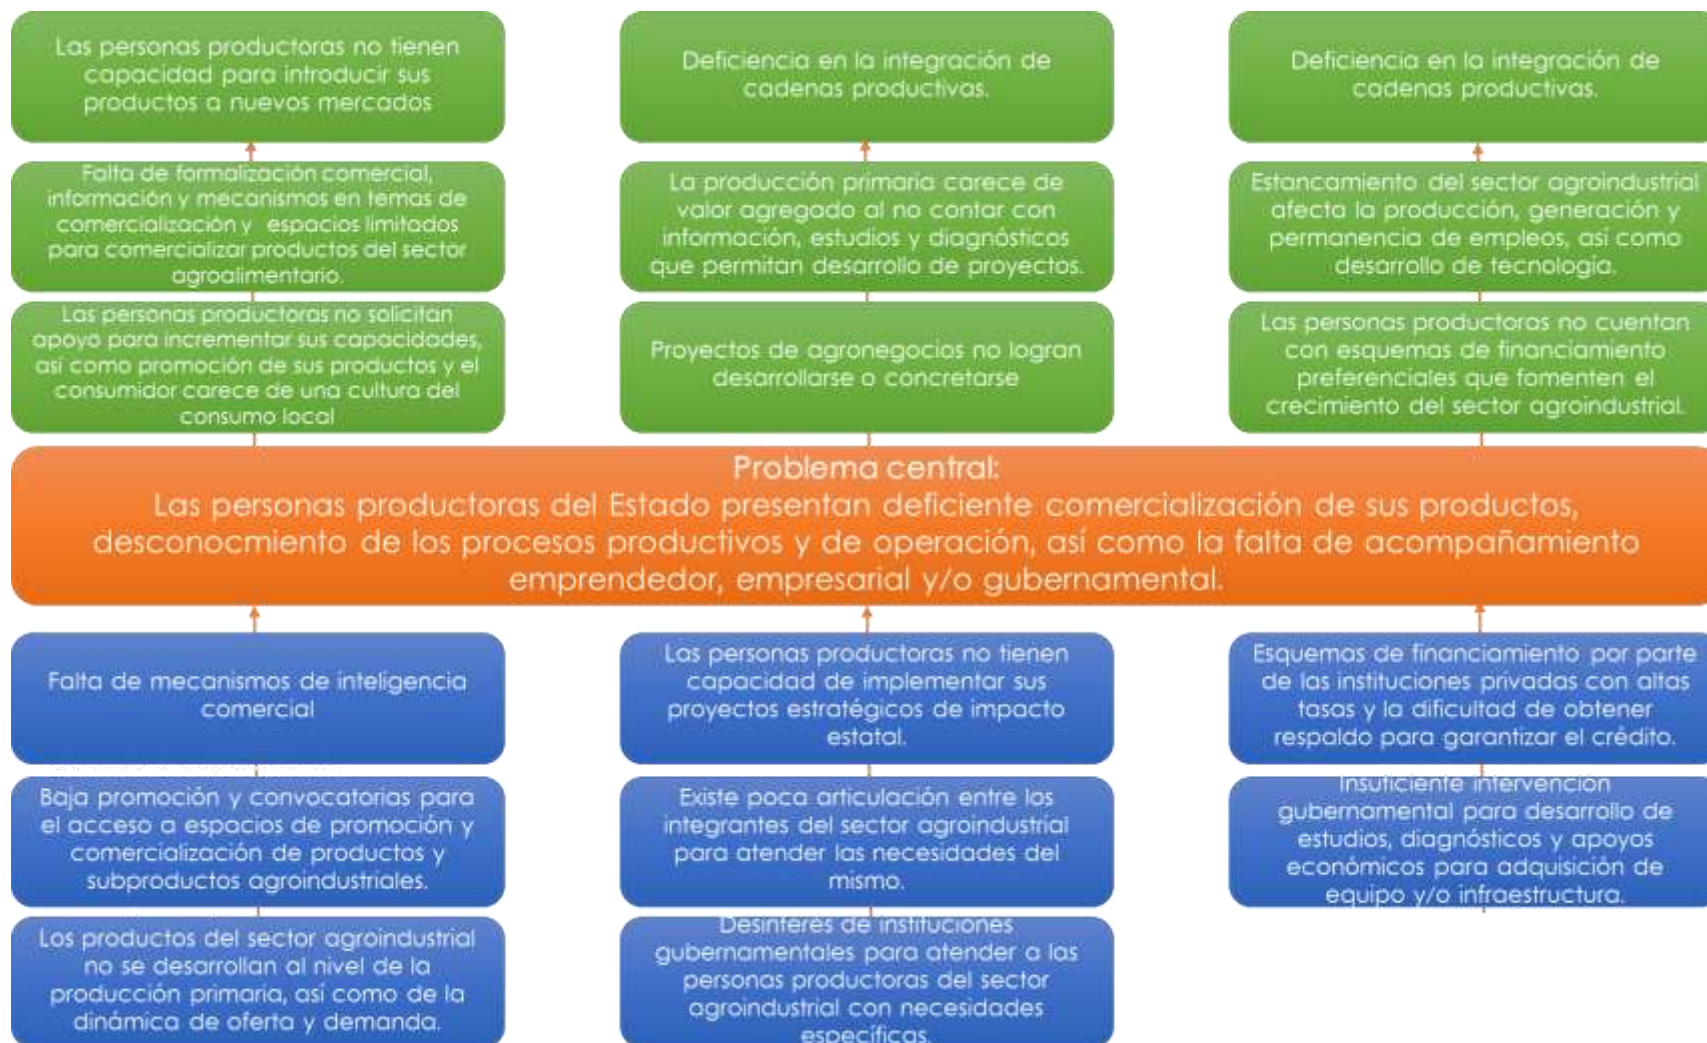 Las personas productoras no tienen
capacidad para introducir sus
productos a nuevos mercados
Deficiencia en la integración de
cadenas productivas.
Deficiencia en la integración de
cadenas productivas.
Falta de formalización comercial,
información y mecanismos en temas de
comercialización y espacios limitados
para comercializar productos del sector
agroalimentario.
La producción primaria carece de
valor agregado al no contar con
información, estudios y diagnósticos
que permitan desarrollo de proyectos.
Estancamiento del sector agroindustrial
afecta la producción, generación y
permanencia de empleos, así como
desarrollo de tecnología.
Las personas productoras no solicitan
apoyo para incrementar sus capacidades,
así como promoción de sus productos y el
consumidor carece de una cultura del
consumo local
Proyectos de agronegocios no logran
desarrollarse o concretarse
Las personas productoras no cuentan
con esquemas de financiamiento
preferenciales que fomenten el
crecimiento del sector agroindustrial.
Problema central:
Las personas productoras del Estado presentan deficiente comercialización de sus productos,
desconocmiento de los procesos productivos y de operación, así como la falta de acompañamiento
emprendedor, empresarial y/o gubernamental.
Falta de mecanismos de inteligencia
comercial
Las personas productoras no tienen
capacidad de implementar sus
proyectos estratégicos de impacto
estatal.
Esquemas de financiamiento por parte
de las instituciones privadas con altas
tasas y la dificultad de obtener
respaldo para garantizar el crédito.
Baja promoción y convocatorias para
el acceso a espacios de promoción y
comercialización de productos y
subproductos agroindustriales.
Existe poca articulación entre los
integrantes del sector agroindustrial
para atender las necesidades del
mismo.
Insuficiente intervención
gubernamental para desarrollo de
estudios, diagnósticos y apoyos
económicos para adquisición de
equipo y/o infraestructura.
Los productos del sector agroindustrial
no se desarrollan al nivel de la
producción primaria, así como de la
dinámica de oferta y demanda.
Desinterés de instituciones
gubernamentales para atender a las
personas productoras del sector
agroindustrial con necesidades
específicas.